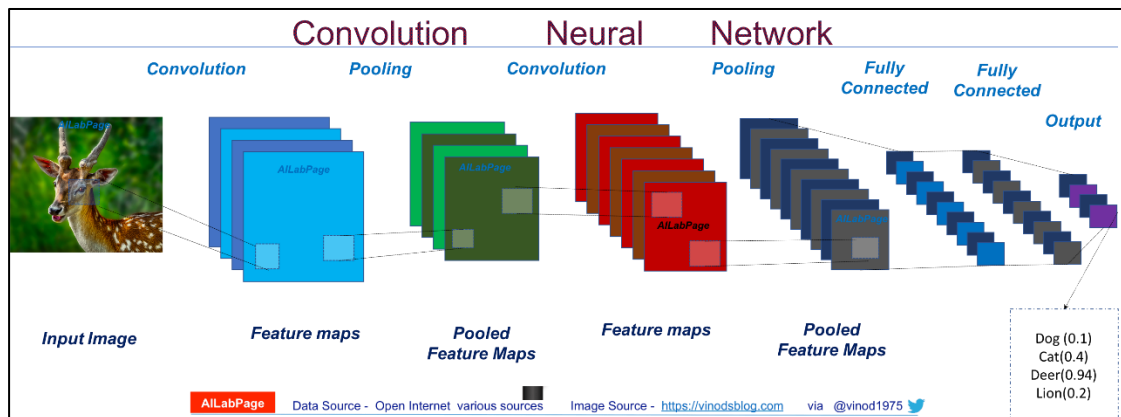 Convolution Neural Network
Convolution Pooling Convolution Pooling Fully Connected Fully Connected
Output
AILabPage
AILabPage
AILabPage
AILabPage
AILabPage
Input Image
Feature maps
Pooled Feature Maps
Feature maps
Pooled Feature Maps
Dog (0.1)
Cat(0.4)
Deer(0.94)
Lion(0.2)
AILabPage Data Source - Open Internet various sources Image Source - https://vinodsblog.com via @vinod1975